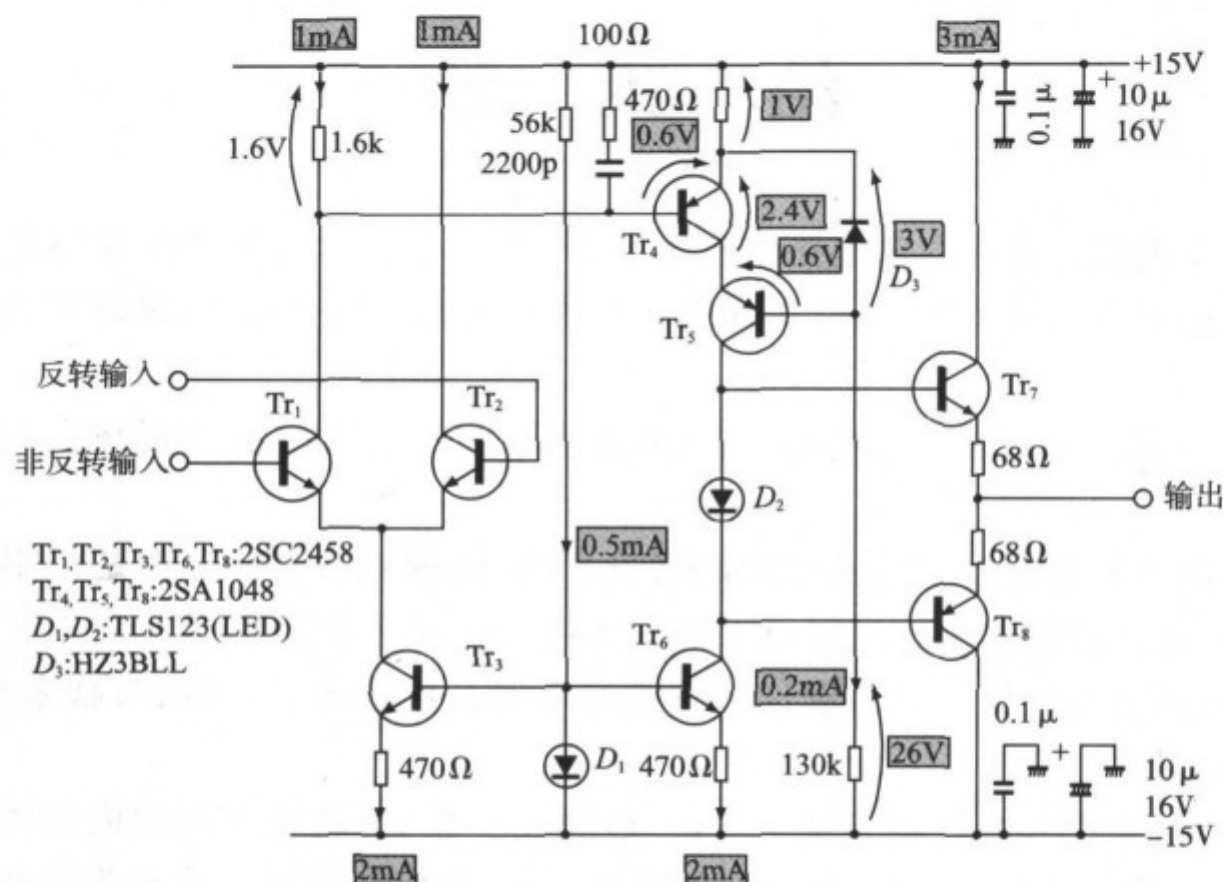 1mA
1mA
100Ω
3mA
+15V
1.6V
1.6k
56k
2200p
470Ω
1V
0.6V
0.1μ
+
10μ
16V
Tr4
2.4V
0.6V
3V
D3
Tr5
反转输入
Tr1
Tr2
Tr7
非反转输入
68Ω
D2
输出
68Ω
0.5mA
Tr1,Tr2,Tr3,Tr6,Tr8:2SC2458
Tr4,Tr5,Tr8:2SA1048
D1,D2:TLS123(LED)
D3:HZ3BLL
Tr3
Tr6
Tr8
0.2mA
0.1μ
+
470Ω
D1
470Ω
130k
26V
10μ
16V
−15V
2mA
2mA